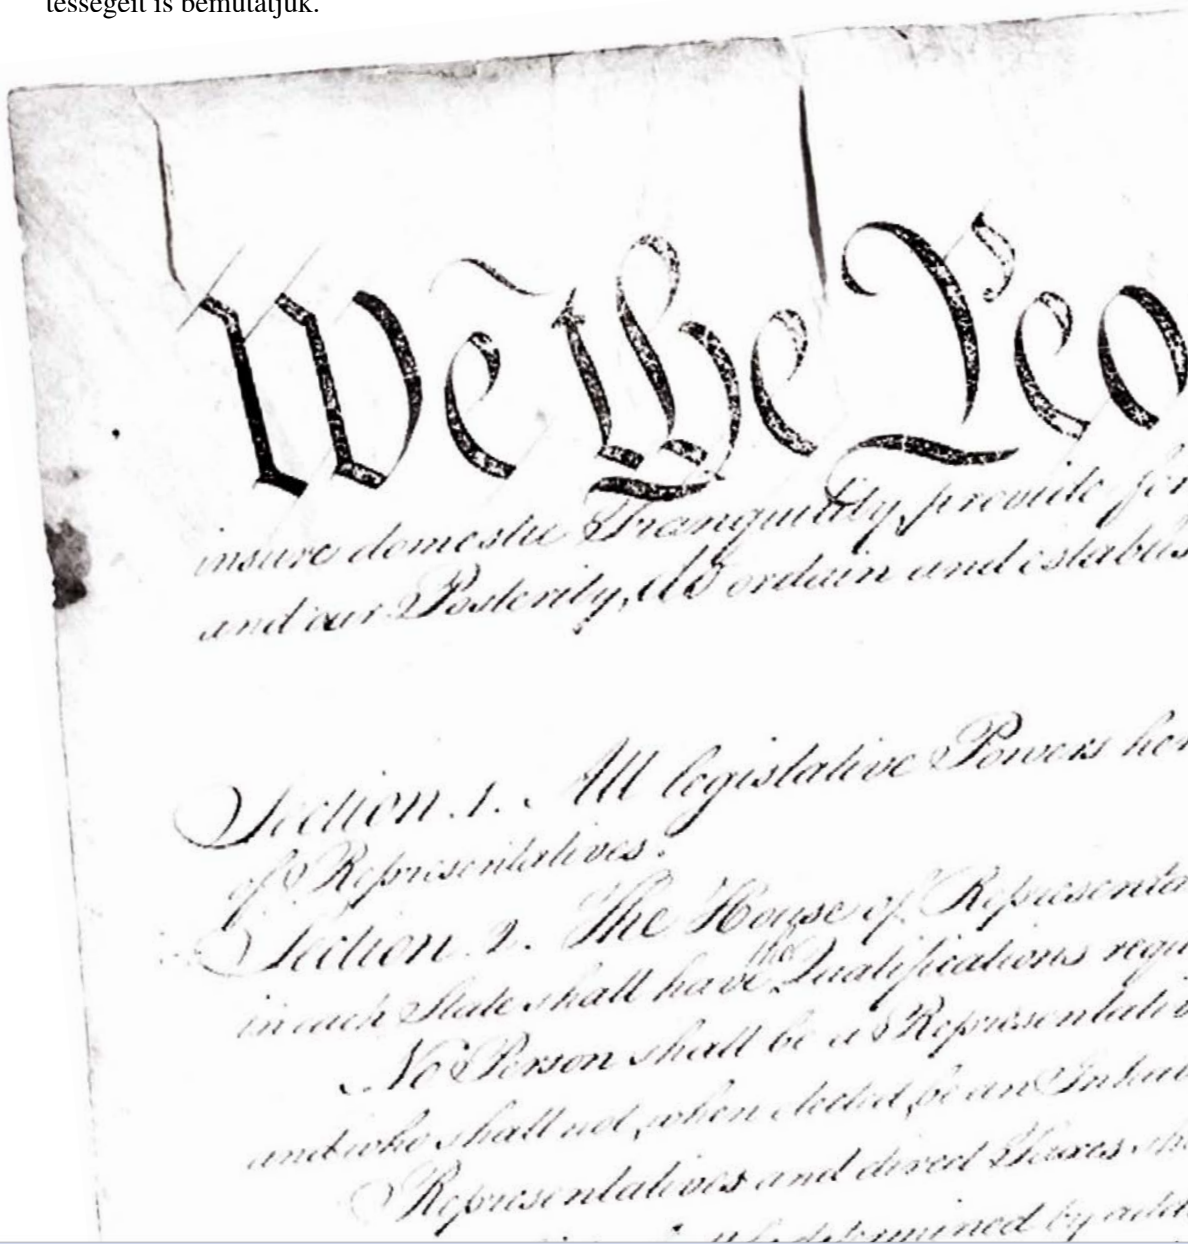 tességeit is bemutatjuk.
We the Peo
insure domestic Tranquility, provide for
and our Posterity, do ordain and establis
Section. 1. All legislative Powers her
of Representatives.
Section. 2. The House of Representa
the
in each State shall have Qualifications requ
No Person shall be a Representativ
and who shall not, when elected, be an Inhab
Representatives and direct Taxes sha
determined by addi